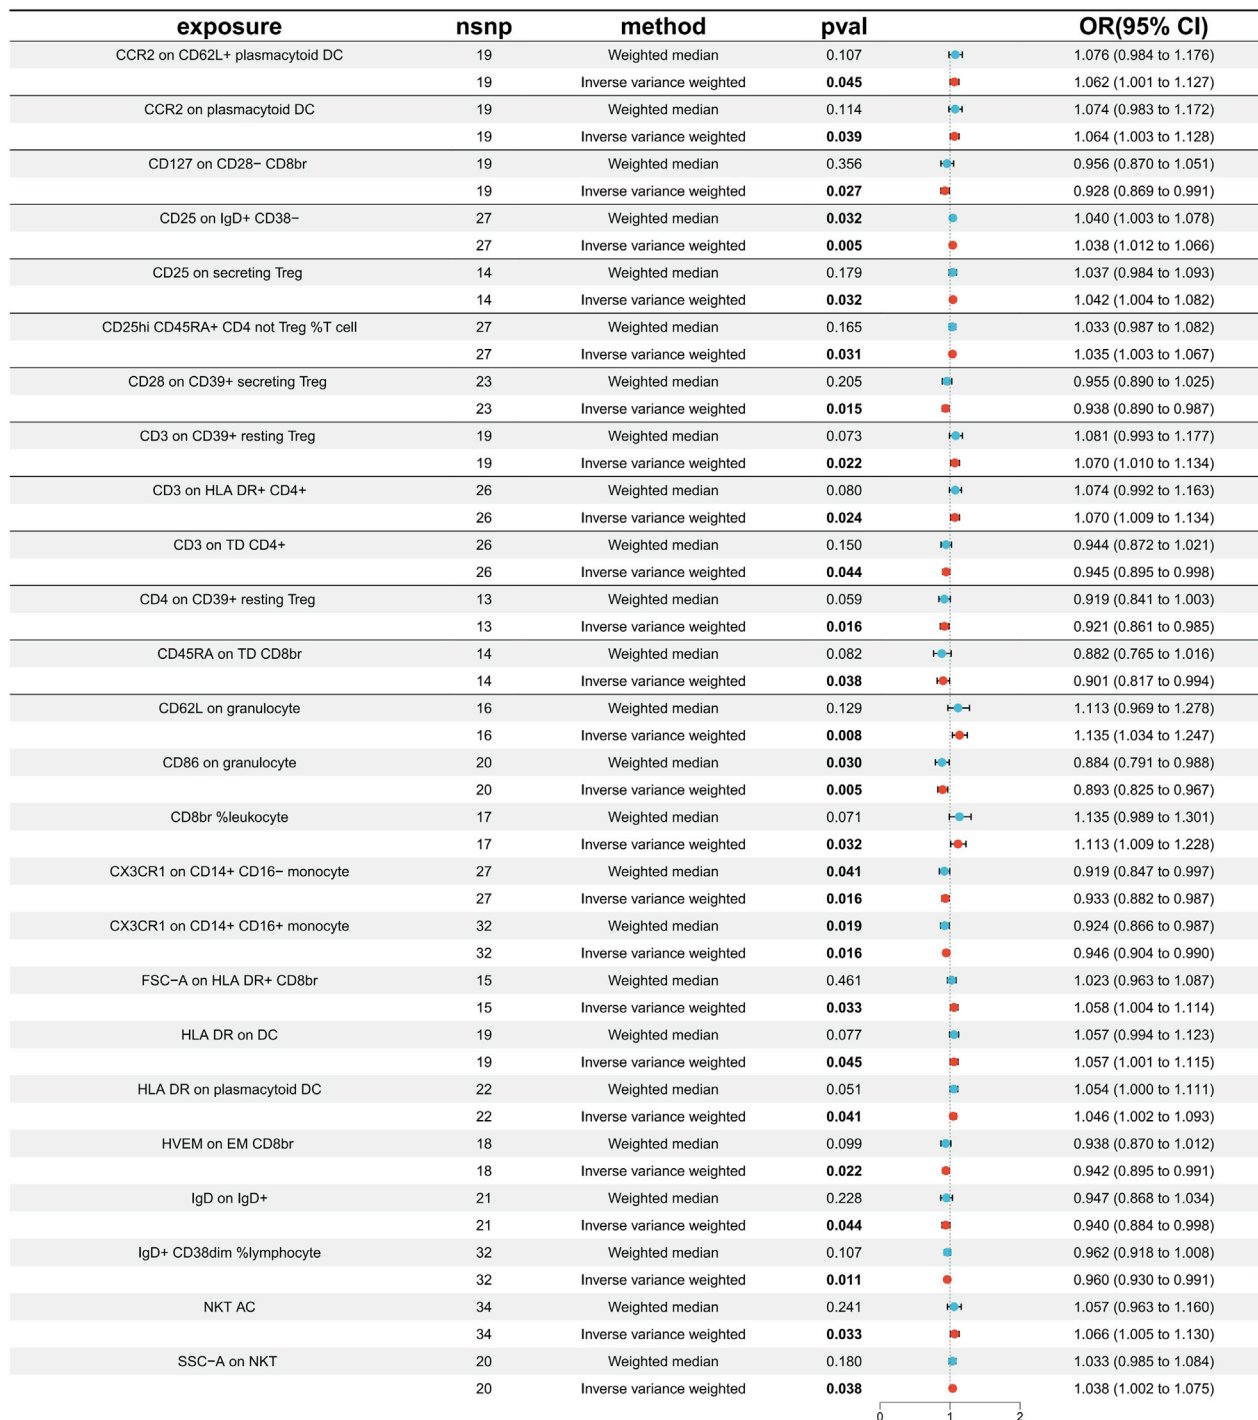 exposure nsnp method pval OR(95% CI)
CCR2 on CD62L+ plasmacytoid DC 19 Weighted median 0.107 1.076 (0.984 to 1.176)
19 Inverse variance weighted 0.045 1.062 (1.001 to 1.127)
CCR2 on plasmacytoid DC 19 Weighted median 0.114 1.074 (0.983 to 1.172)
19 Inverse variance weighted 0.039 1.064 (1.003 to 1.128)
CD127 on CD28− CD8br 19 Weighted median 0.356 0.956 (0.870 to 1.051)
19 Inverse variance weighted 0.027 0.928 (0.869 to 0.991)
CD25 on IgD+ CD38− 27 Weighted median 0.032 1.040 (1.003 to 1.078)
27 Inverse variance weighted 0.005 1.038 (1.012 to 1.066)
CD25 on secreting Treg 14 Weighted median 0.179 1.037 (0.984 to 1.093)
14 Inverse variance weighted 0.032 1.042 (1.004 to 1.082)
CD25hi CD45RA+ CD4 not Treg %T cell 27 Weighted median 0.165 1.033 (0.987 to 1.082)
27 Inverse variance weighted 0.031 1.035 (1.003 to 1.067)
CD28 on CD39+ secreting Treg 23 Weighted median 0.205 0.955 (0.890 to 1.025)
23 Inverse variance weighted 0.015 0.938 (0.890 to 0.987)
CD3 on CD39+ resting Treg 19 Weighted median 0.073 1.081 (0.993 to 1.177)
19 Inverse variance weighted 0.022 1.070 (1.010 to 1.134)
CD3 on HLA DR+ CD4+ 26 Weighted median 0.080 1.074 (0.992 to 1.163)
26 Inverse variance weighted 0.024 1.070 (1.009 to 1.134)
CD3 on TD CD4+ 26 Weighted median 0.150 0.944 (0.872 to 1.021)
26 Inverse variance weighted 0.044 0.945 (0.895 to 0.998)
CD4 on CD39+ resting Treg 13 Weighted median 0.059 0.919 (0.841 to 1.003)
13 Inverse variance weighted 0.016 0.921 (0.861 to 0.985)
CD45RA on TD CD8br 14 Weighted median 0.082 0.882 (0.765 to 1.016)
14 Inverse variance weighted 0.038 0.901 (0.817 to 0.994)
CD62L on granulocyte 16 Weighted median 0.129 1.113 (0.969 to 1.278)
16 Inverse variance weighted 0.008 1.135 (1.034 to 1.247)
CD86 on granulocyte 20 Weighted median 0.030 0.884 (0.791 to 0.988)
20 Inverse variance weighted 0.005 0.893 (0.825 to 0.967)
CD8br %leukocyte 17 Weighted median 0.071 1.135 (0.989 to 1.301)
17 Inverse variance weighted 0.032 1.113 (1.009 to 1.228)
CX3CR1 on CD14+ CD16− monocyte 27 Weighted median 0.041 0.919 (0.847 to 0.997)
27 Inverse variance weighted 0.016 0.933 (0.882 to 0.987)
CX3CR1 on CD14+ CD16+ monocyte 32 Weighted median 0.019 0.924 (0.866 to 0.987)
32 Inverse variance weighted 0.016 0.946 (0.904 to 0.990)
FSC−A on HLA DR+ CD8br 15 Weighted median 0.461 1.023 (0.963 to 1.087)
15 Inverse variance weighted 0.033 1.058 (1.004 to 1.114)
HLA DR on DC 19 Weighted median 0.077 1.057 (0.994 to 1.123)
19 Inverse variance weighted 0.045 1.057 (1.001 to 1.115)
HLA DR on plasmacytoid DC 22 Weighted median 0.051 1.054 (1.000 to 1.111)
22 Inverse variance weighted 0.041 1.046 (1.002 to 1.093)
HVEM on EM CD8br 18 Weighted median 0.099 0.938 (0.870 to 1.012)
18 Inverse variance weighted 0.022 0.942 (0.895 to 0.991)
IgD on IgD+ 21 Weighted median 0.228 0.947 (0.868 to 1.034)
21 Inverse variance weighted 0.044 0.940 (0.884 to 0.998)
IgD+ CD38dim %lymphocyte 32 Weighted median 0.107 0.962 (0.918 to 1.008)
32 Inverse variance weighted 0.011 0.960 (0.930 to 0.991)
NKT AC 34 Weighted median 0.241 1.057 (0.963 to 1.160)
34 Inverse variance weighted 0.033 1.066 (1.005 to 1.130)
SSC−A on NKT 20 Weighted median 0.180 1.033 (0.985 to 1.084)
20 Inverse variance weighted 0.038 1.038 (1.002 to 1.075)
0 1 2